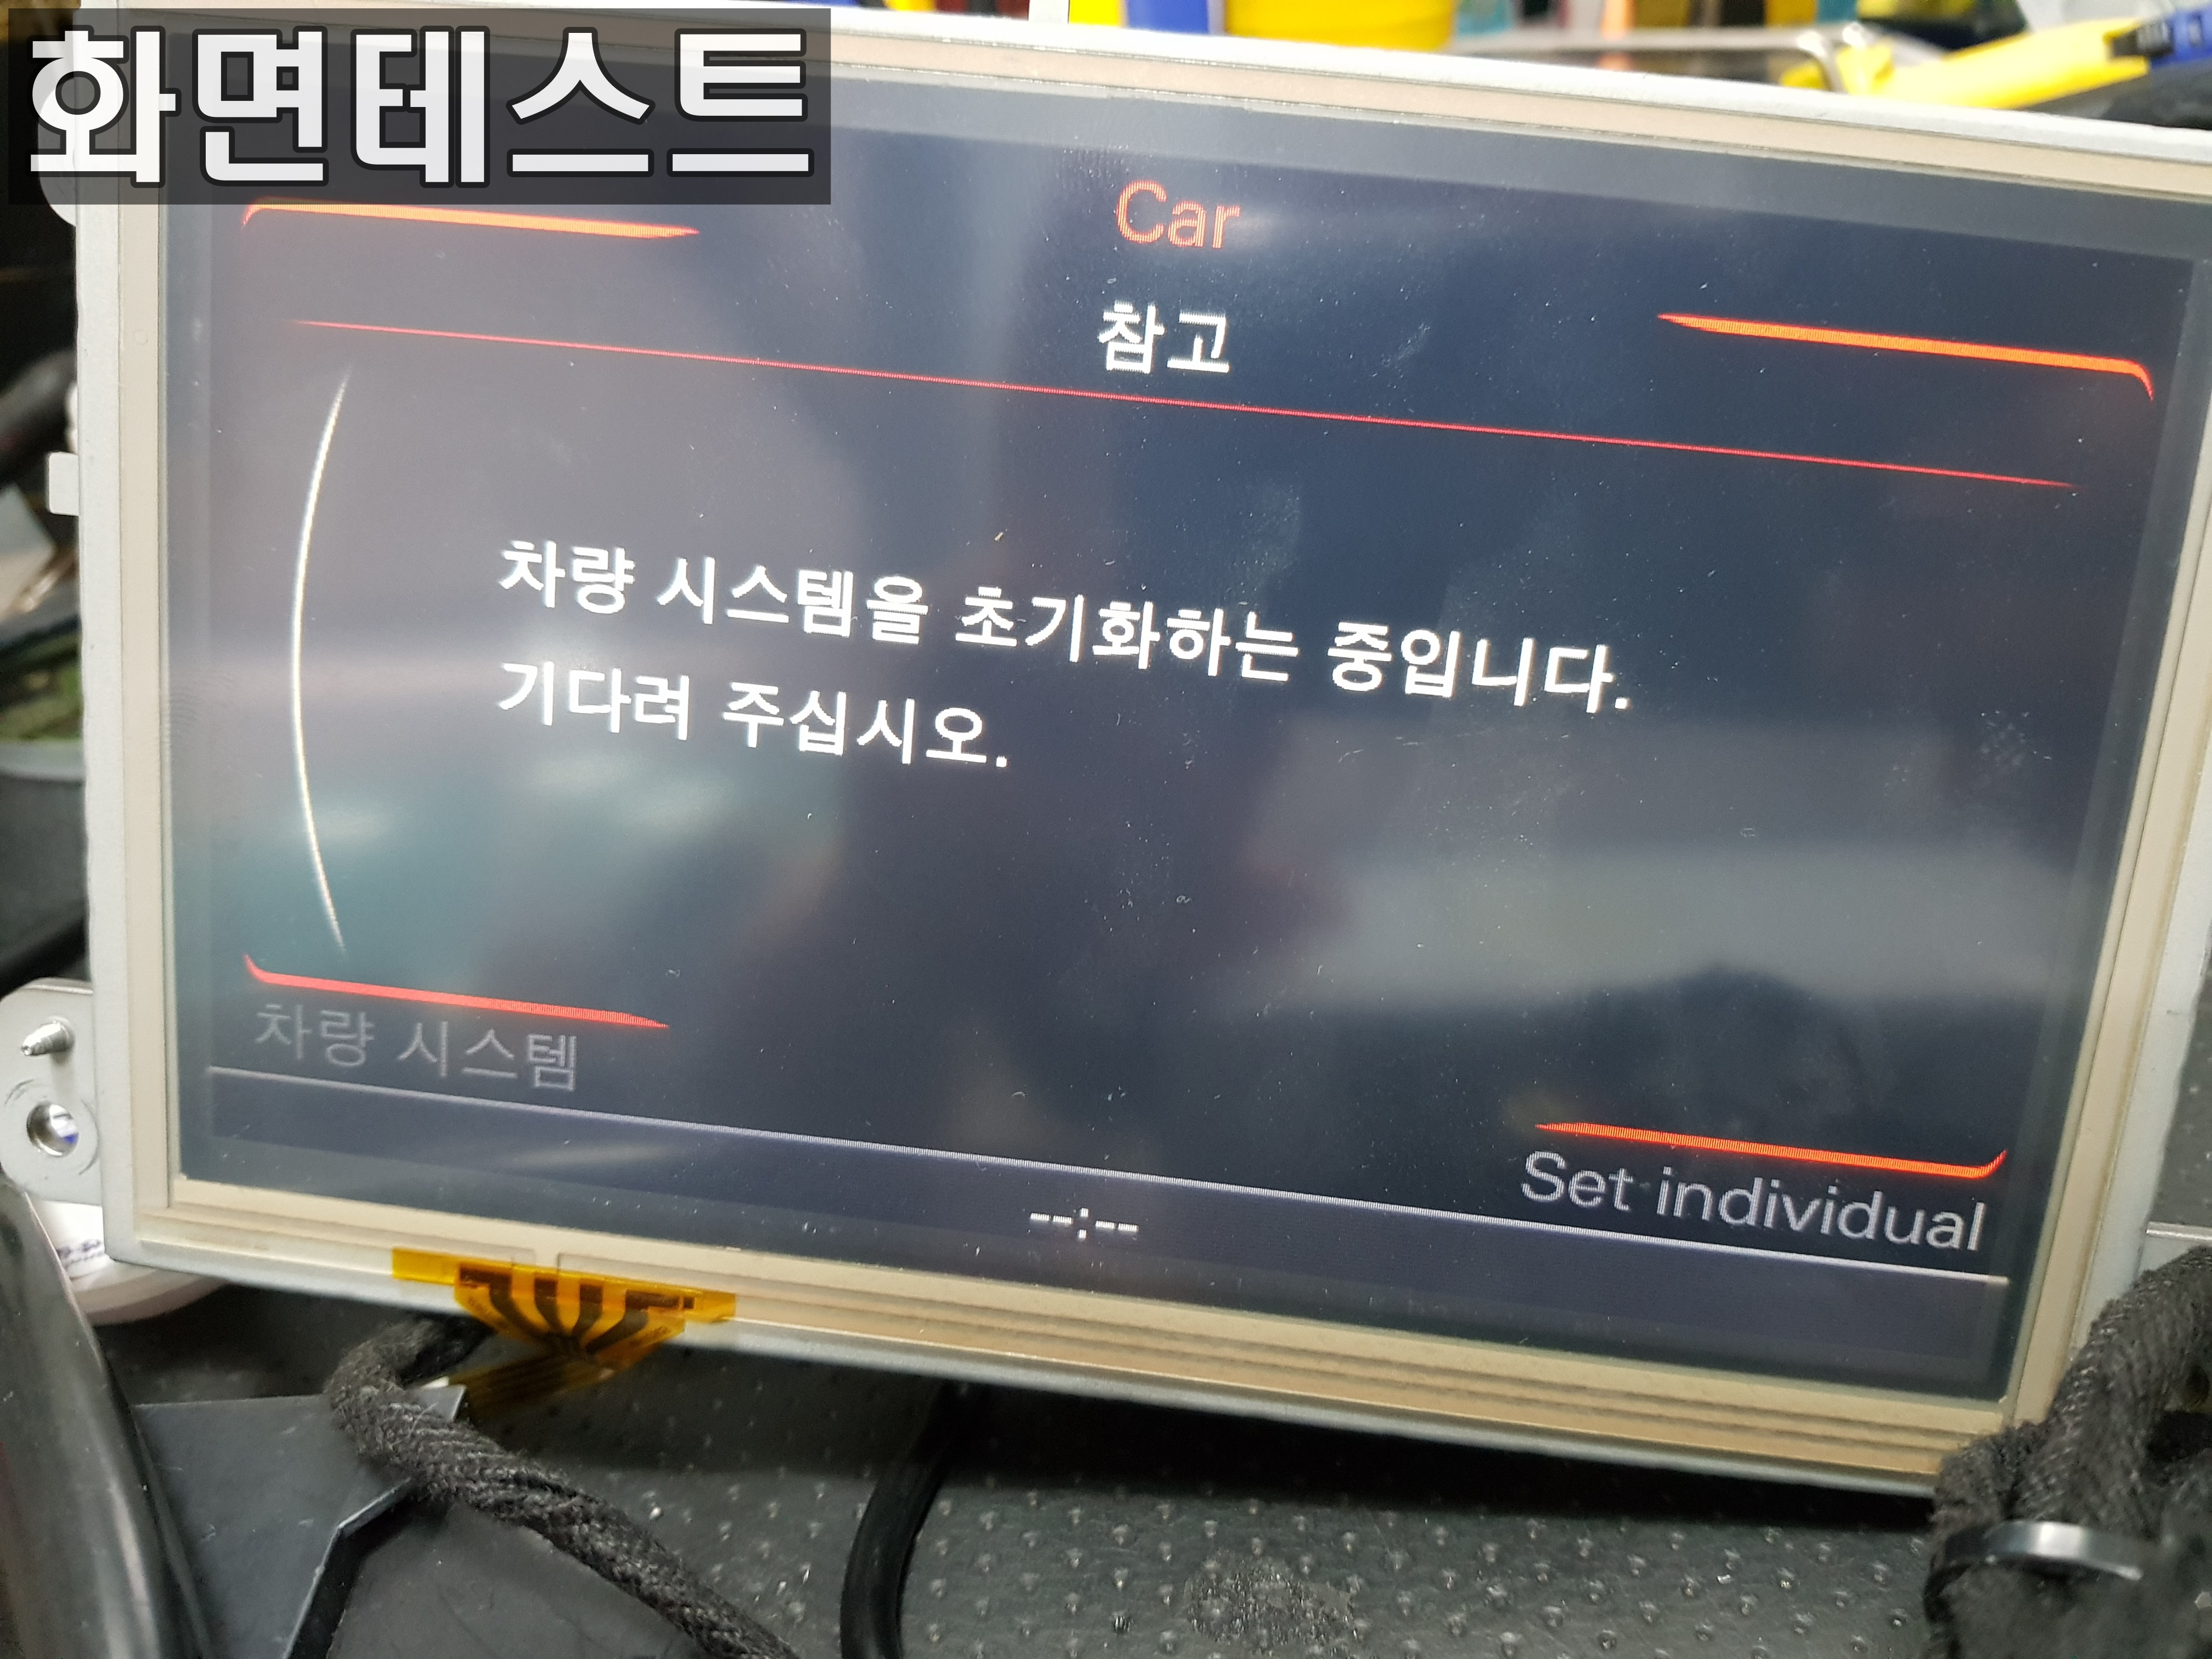 화면테스트
Car
참고
차량 시스템을 초기화하는 중입니다.
기다려 주십시오.
차량 시스템
Set individual
--:--